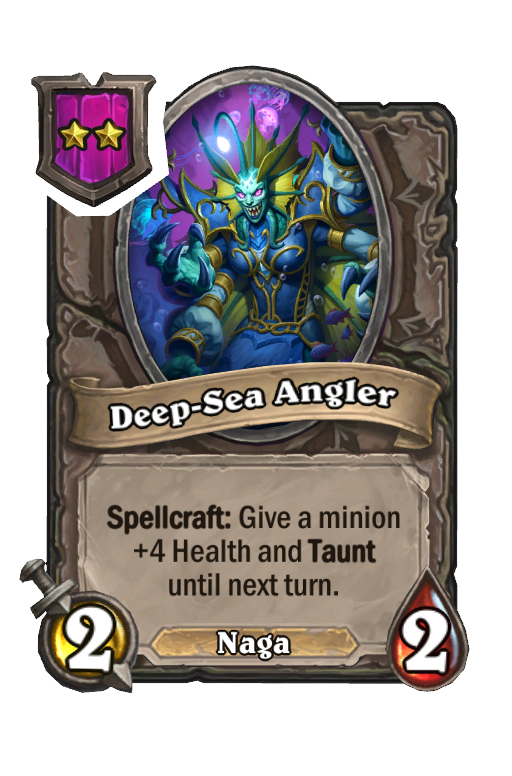 Deep-Sea Angler
Spellcraft: Give a minion
+4 Health and Taunt
until next turn.
2
Naga
2